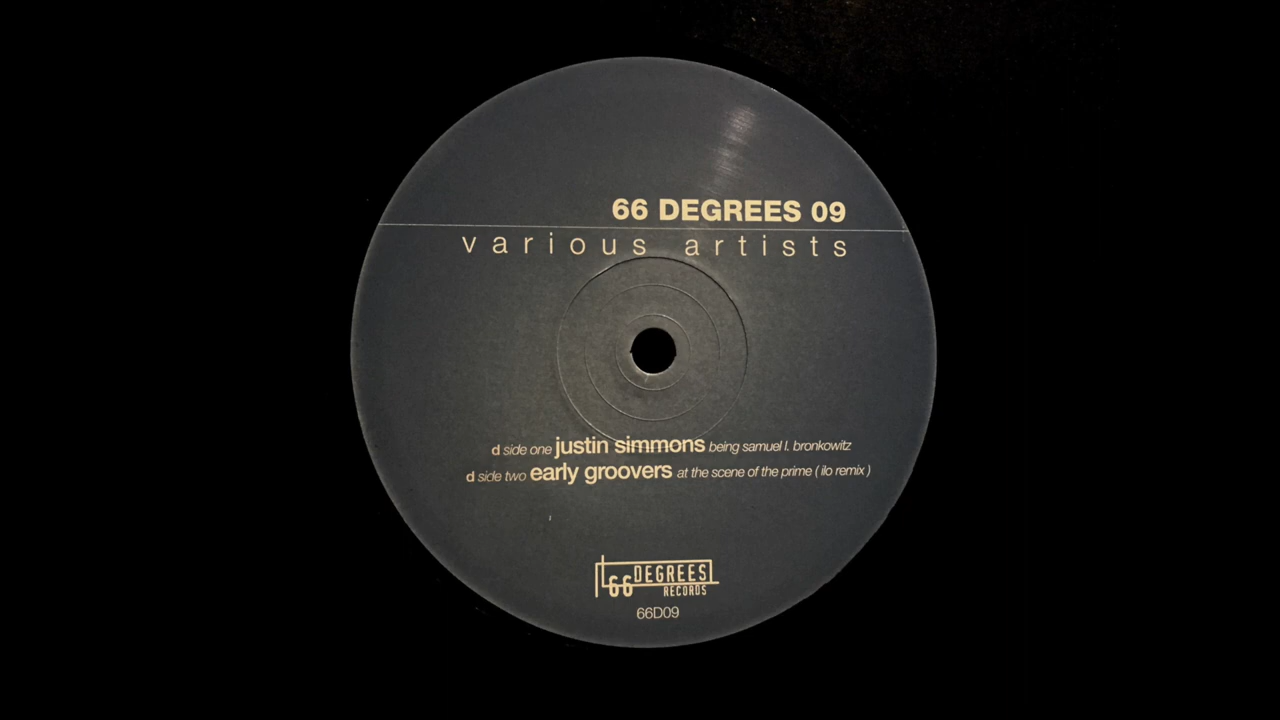 66 DEGREES 09
various artists
d side one justin simmons being samuel l. bronkowitz
d side two early groovers at the scene of the prime ( ilo remix )
66 DEGREES
RECORDS
66D09